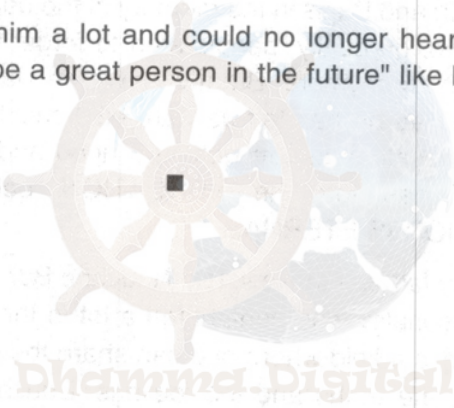 him a lot and could no longer hear
be a great person in the future" like
Dhamma.Digital